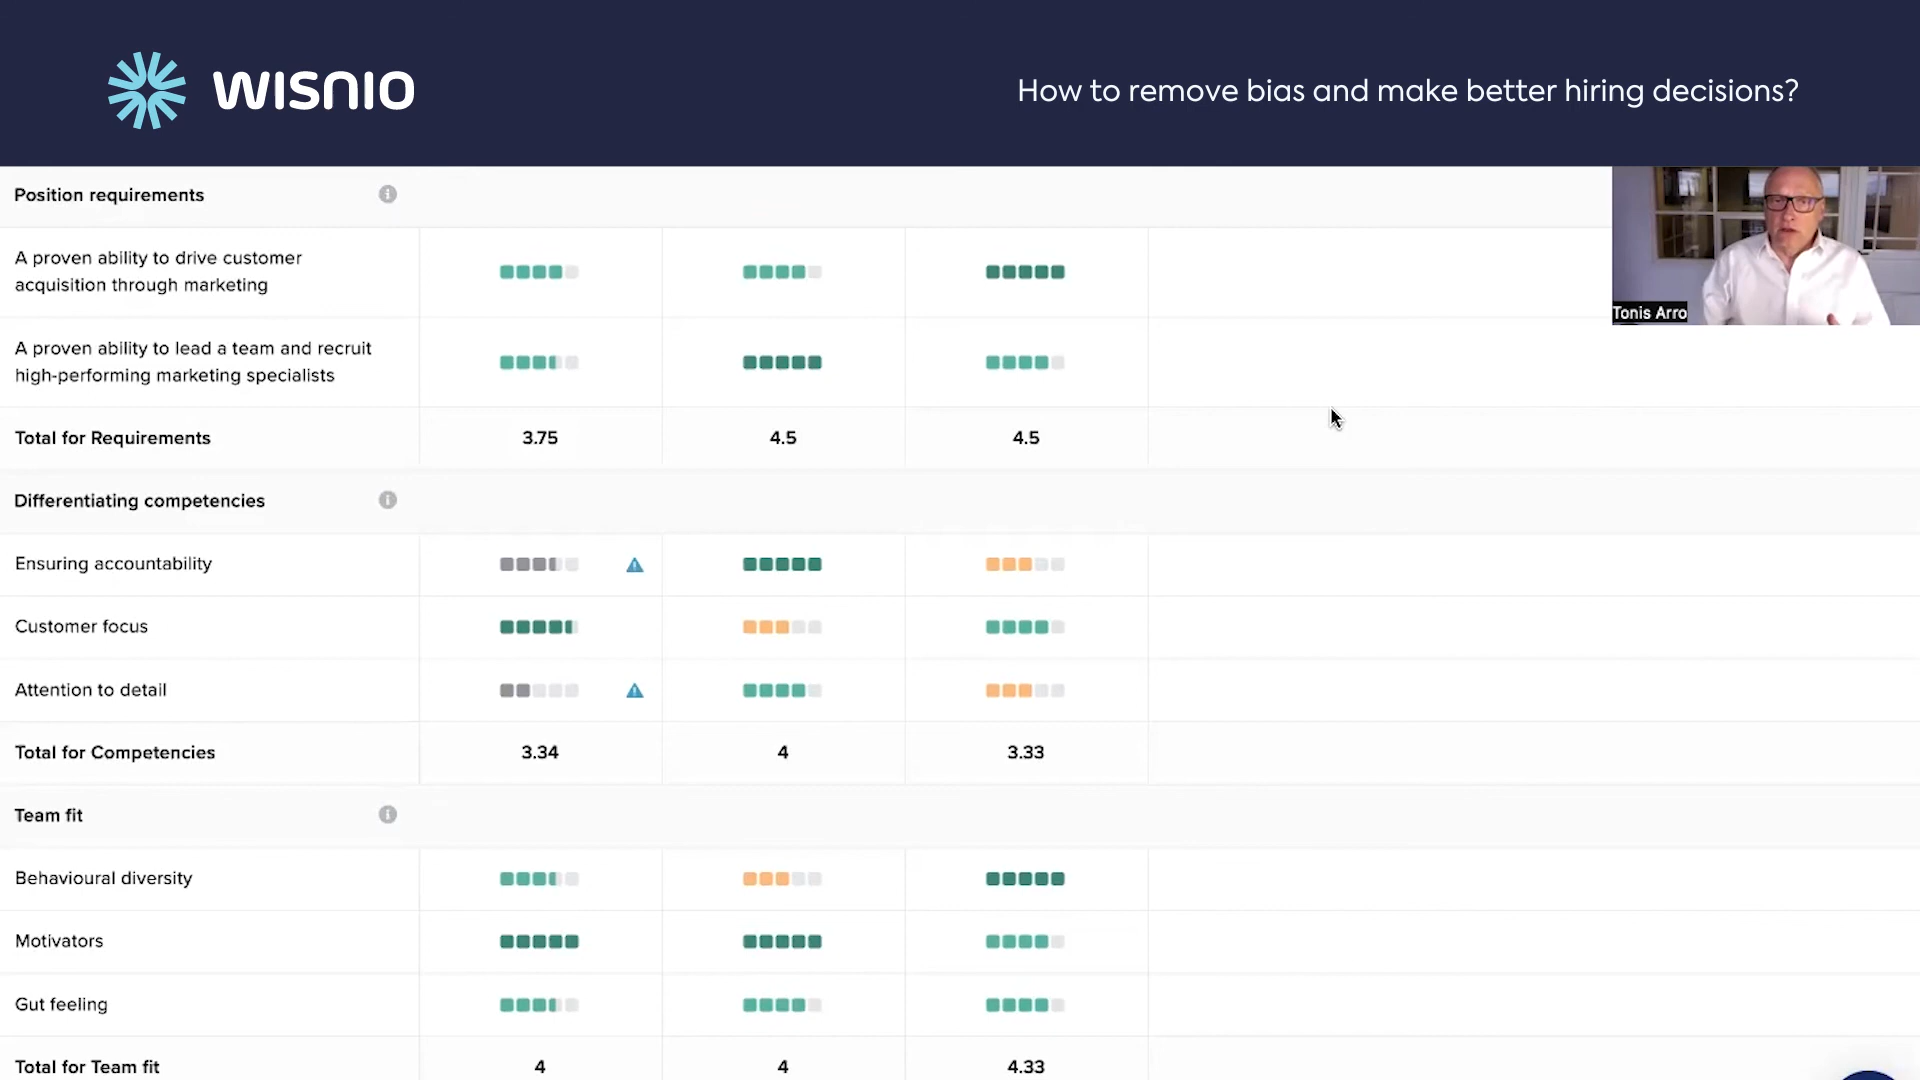 WISNIO
How to remove bias and make better hiring decisions?
Position requirements
A proven ability to drive customer
acquisition through marketing
Tonis Arro
A proven ability to lead a team and recruit
high-performing marketing specialists
Total for Requirements 3.75 4.5 4.5
Differentiating competencies
Ensuring accountability
Customer focus
Attention to detail
Total for Competencies 3.34 4 3.33
Team fit
Behavioural diversity
Motivators
Gut feeling
Total for Team fit 4 4 4.33